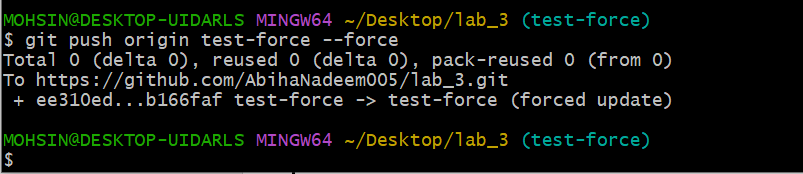 MOHSIN@DESKTOP-UIDARLS MINGW64 ~/Desktop/lab_3 (test-force)
$ git push origin test-force --force
Total 0 (delta 0), reused 0 (delta 0), pack-reused 0 (from 0)
To https://github.com/AbihaNadeem005/lab_3.git
 + ee310ed...b166faf test-force -> test-force (forced update)
MOHSIN@DESKTOP-UIDARLS MINGW64 ~/Desktop/lab_3 (test-force)
$